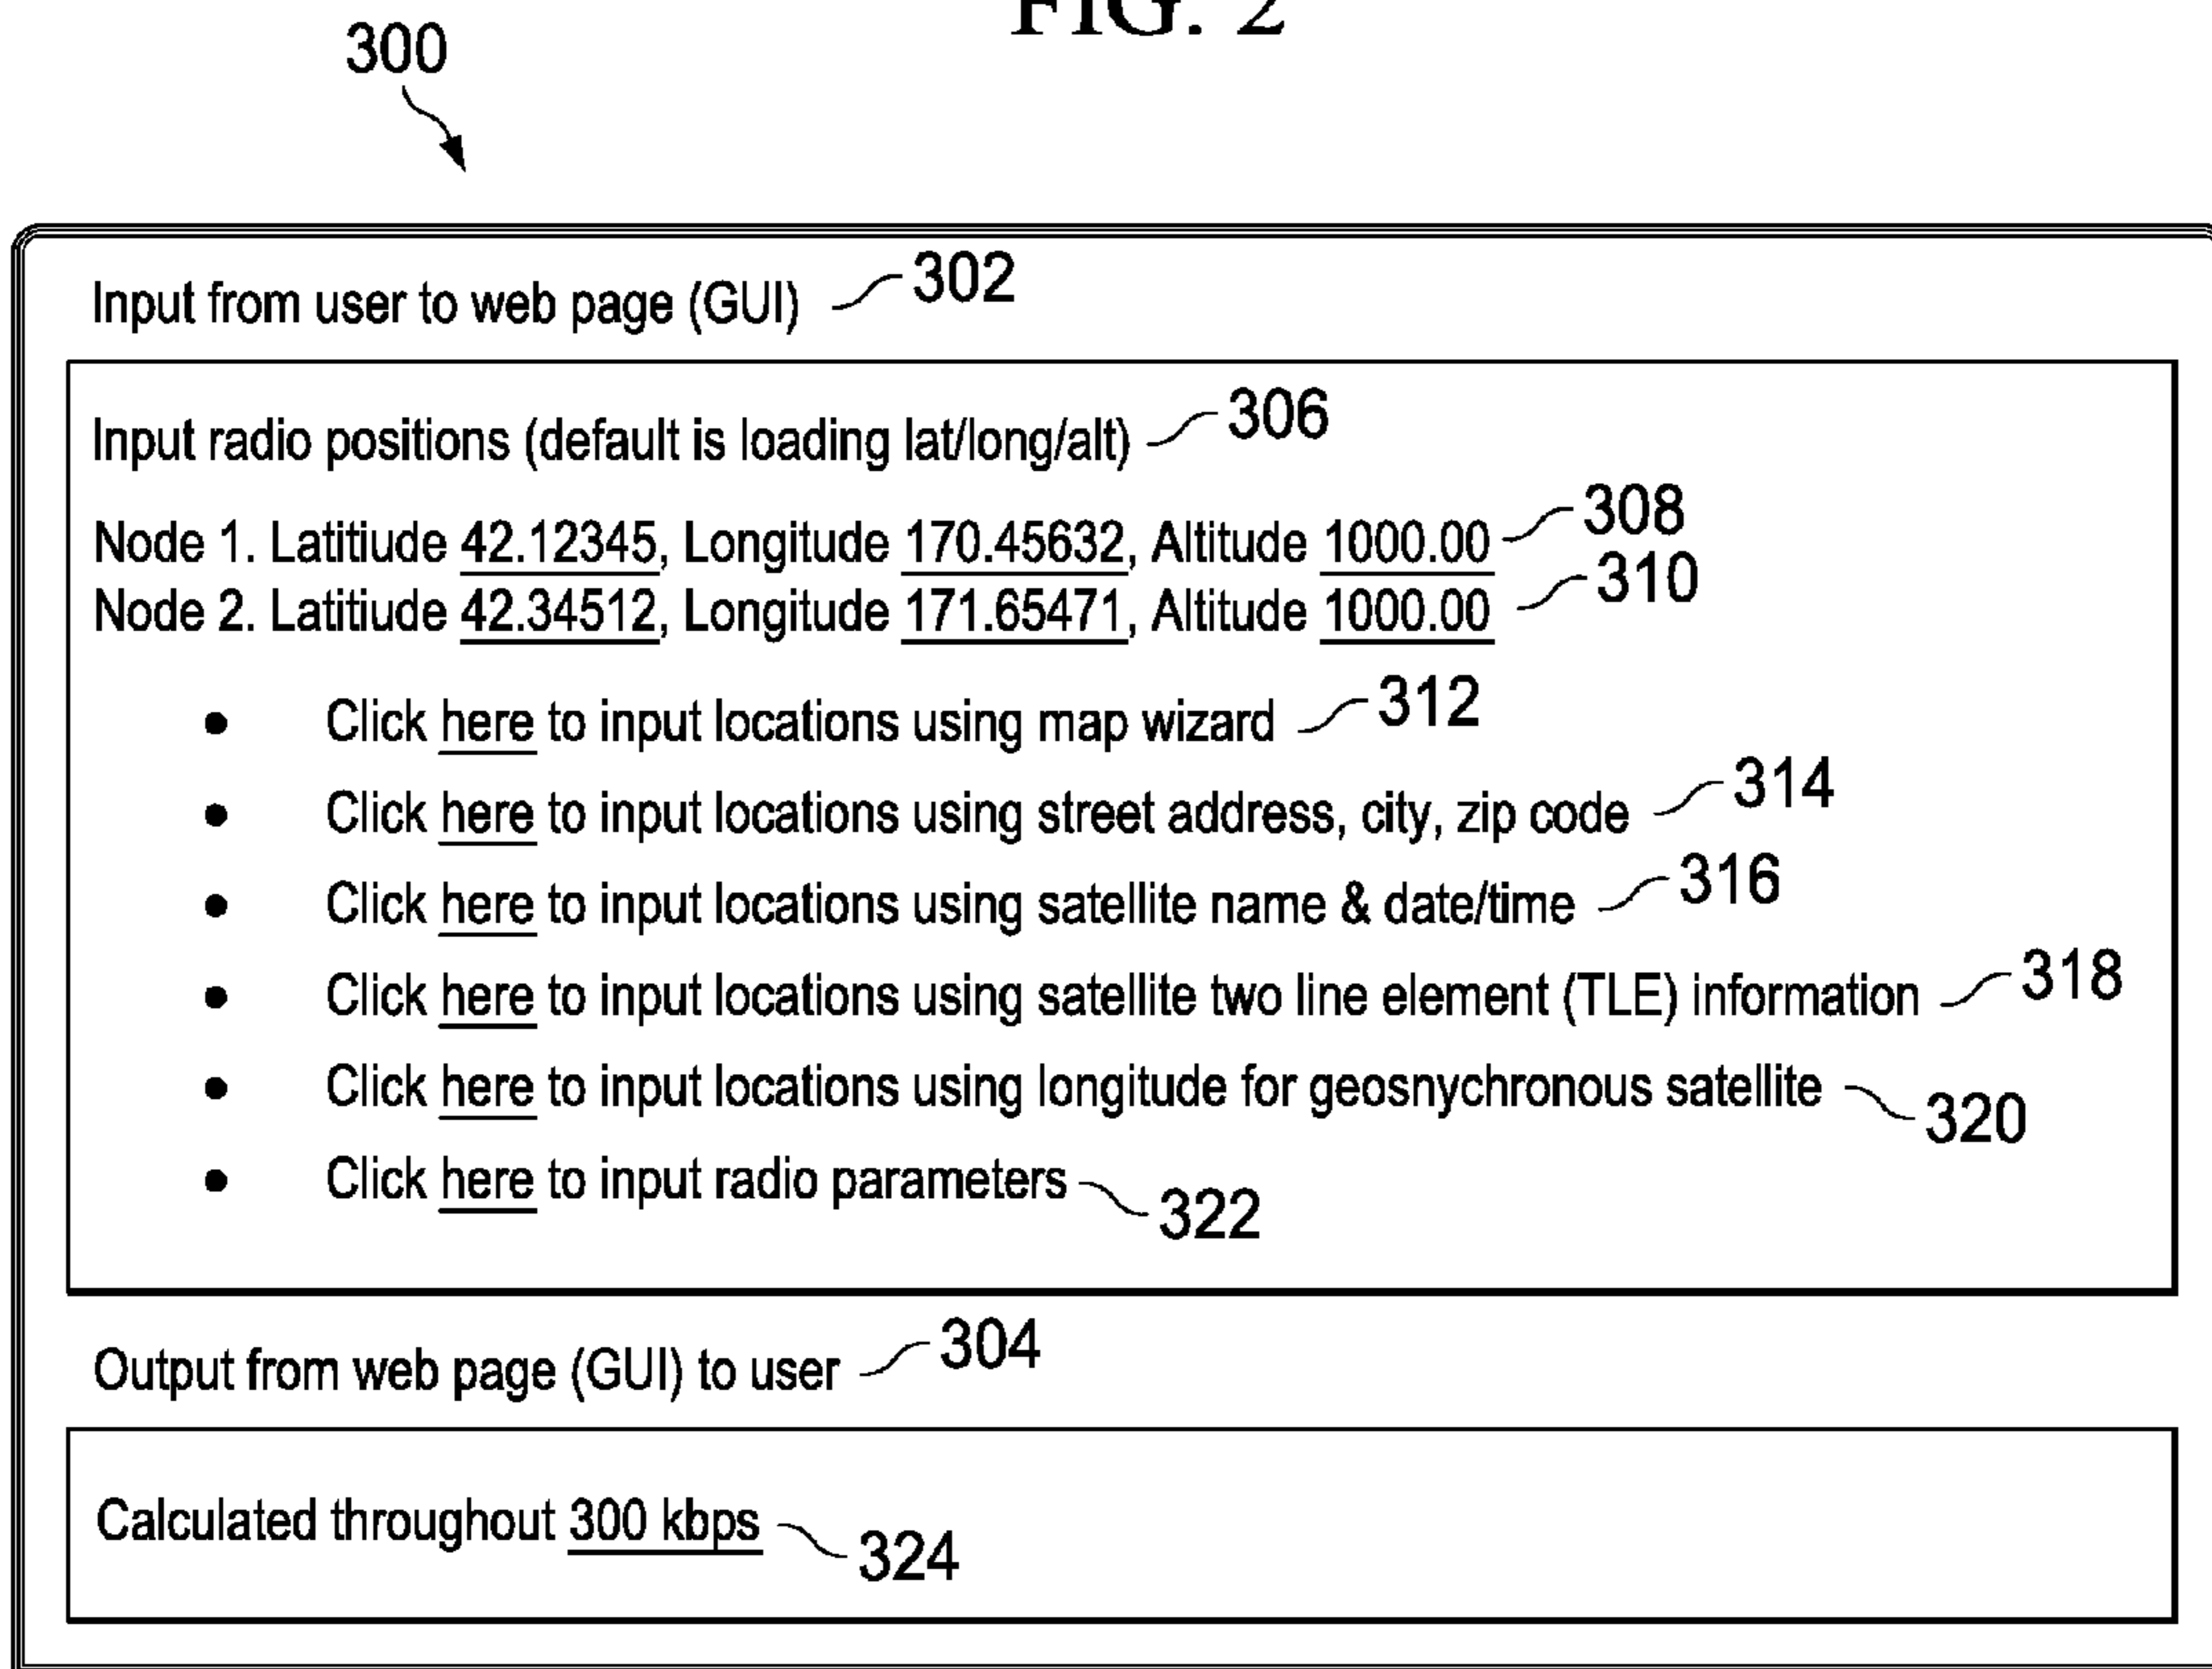 FIG. 2
300
Input from user to web page (GUI) 302
Input radio positions (default is loading lat/long/alt) 306
Node 1. Latitiude 42.12345, Longitude 170.45632, Altitude 1000.00 308
Node 2. Latitiude 42.34512, Longitude 171.65471, Altitude 1000.00 310
• Click here to input locations using map wizard 312
• Click here to input locations using street address, city, zip code 314
• Click here to input locations using satellite name & date/time 316
• Click here to input locations using satellite two line element (TLE) information 318
• Click here to input locations using longitude for geosnychronous satellite 320
• Click here to input radio parameters 322
Output from web page (GUI) to user 304
Calculated throughout 300 kbps 324